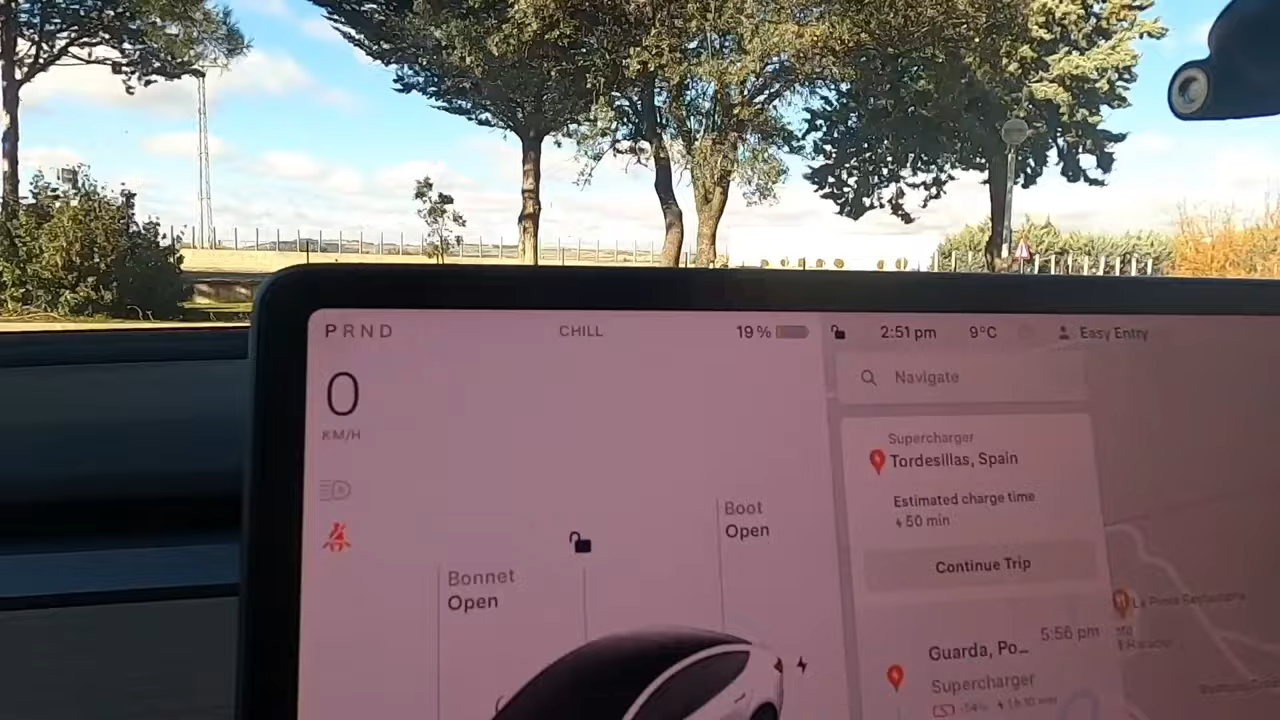 PRND
CHILL
19 %
2:51 pm
9°C
Easy Entry
0
KM/H
Navigate
Supercharger
Tordesillas, Spain
Estimated charge time
50 min
Continue Trip
Boot
Open
Bonnet
Open
5:56 pm
Guarda, Po...
Supercharger